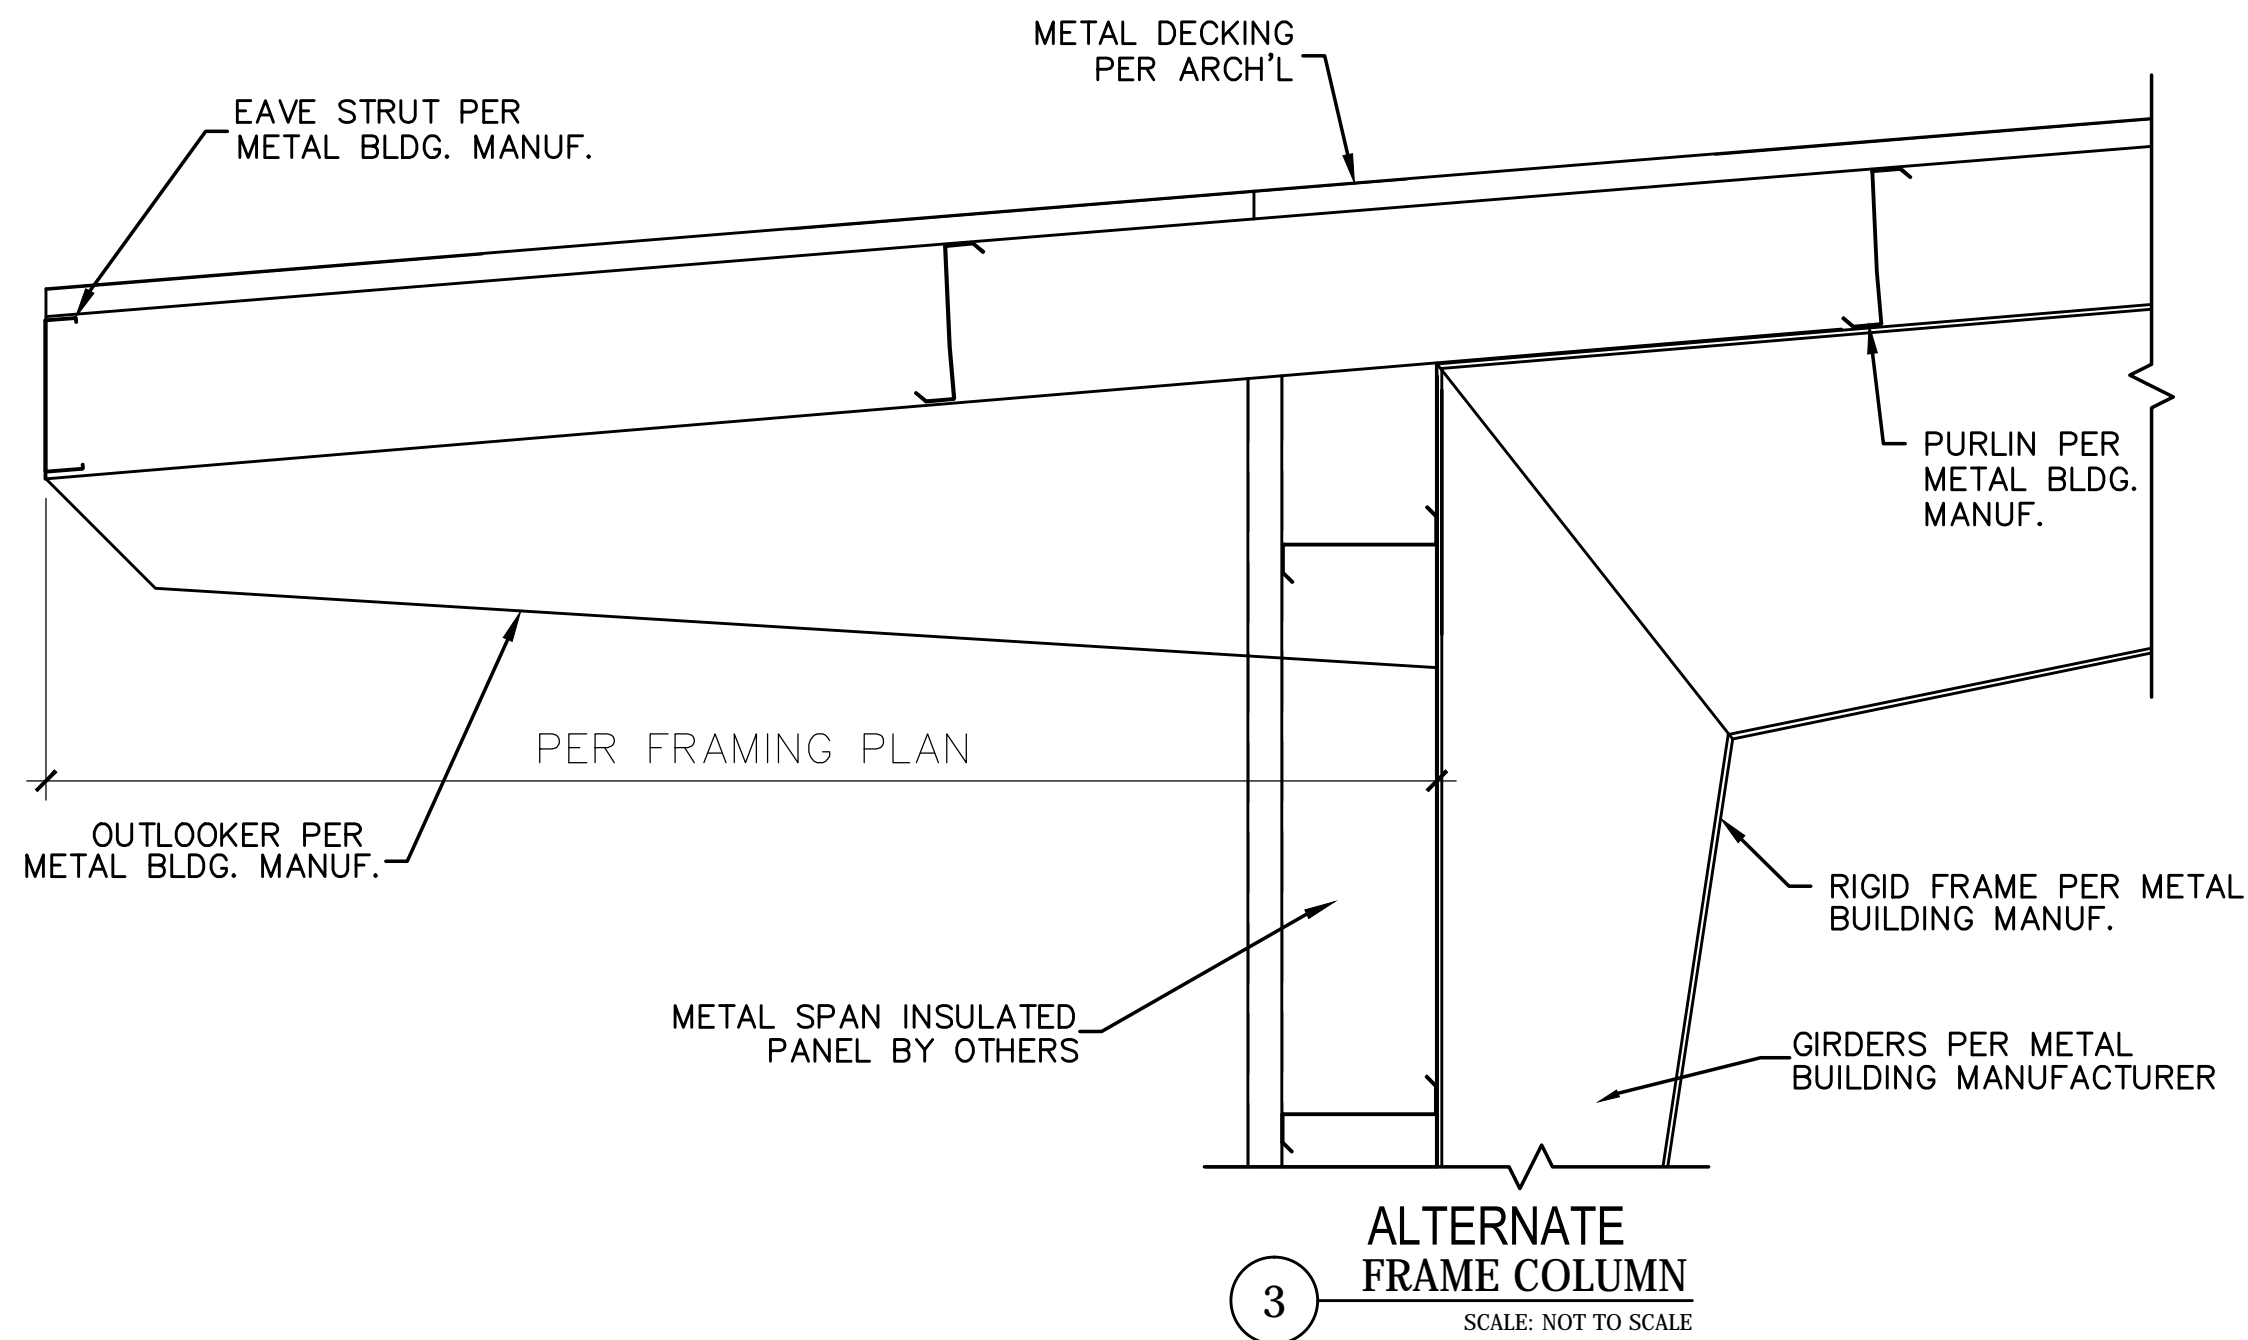 METAL DECKING
PER ARCH'L
EAVE STRUT PER
METAL BLDG. MANUF.
PURLIN PER
METAL BLDG.
MANUF.
PER FRAMING PLAN
OUTLOOKER PER
METAL BLDG. MANUF.
RIGID FRAME PER METAL
BUILDING MANUF.
METAL SPAN INSULATED
PANEL BY OTHERS
GIRDERS PER METAL
BUILDING MANUFACTURER
ALTERNATE
FRAME COLUMN
3
SCALE: NOT TO SCALE